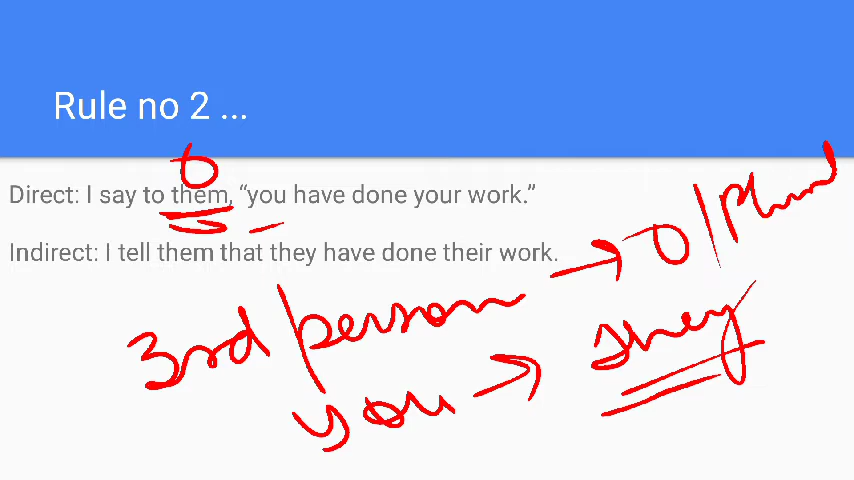 Rule no 2 ...
O
Direct: I say to them, “you have done your work.”
Indirect: I tell them that they have done their work.
3rd/person → O/Plural
you → they